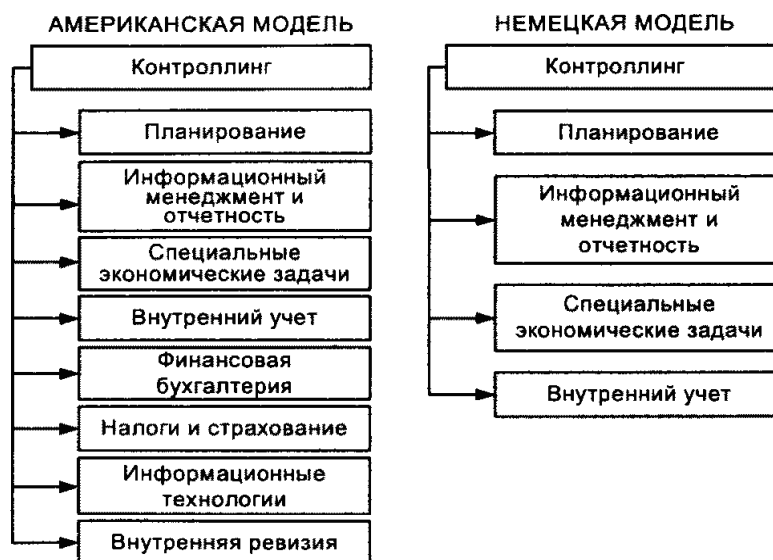 АМЕРИКАНСКАЯ МОДЕЛЬ
Контроллинг
Планирование
Информационный
менеджмент и
отчетность
Специальные
экономические задачи
Внутренний учет
Финансовая
бухгалтерия
Налоги и страхование
Информационные
технологии
Внутренняя ревизия
НЕМЕЦКАЯ МОДЕЛЬ
Контроллинг
Планирование
Информационный
менеджмент и
отчетность
Специальные
экономические задачи
Внутренний учет